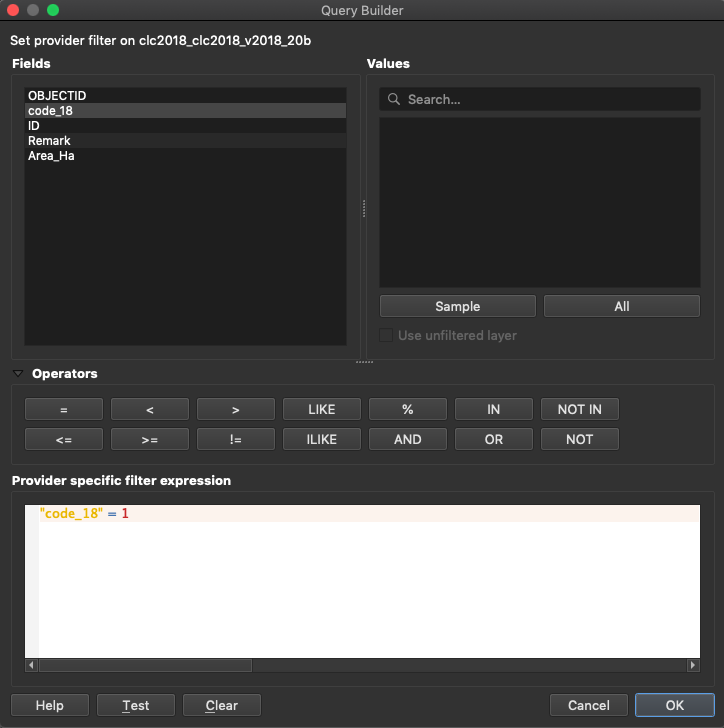 Query Builder
Set provider filter on clc2018_clc2018_v2018_20b
Fields
Values
OBJECTID
code_18
ID
Remark
Area_Ha
Search...
Sample
All
Use unfiltered layer
Operators
= < > LIKE % IN NOT IN
<= >= != ILIKE AND OR NOT
Provider specific filter expression
"code_18" = 1
Help Test Clear Cancel OK